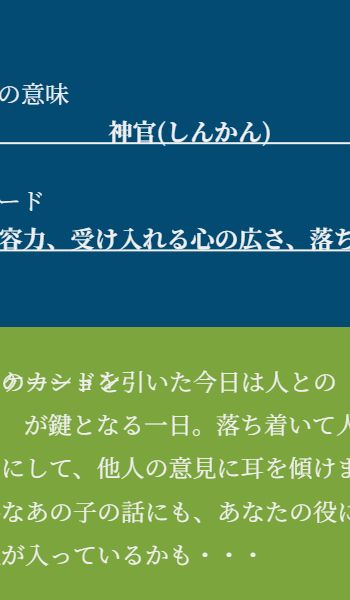 の意味
神官(しんかん)
ード
容力、受け入れる心の広さ、落ち
を引いた今日は人との
が鍵となる一日。落ち着いて人
にして、他人の意見に耳を傾けま
なあの子の話にも、あなたの役に
が入っているかも・・・